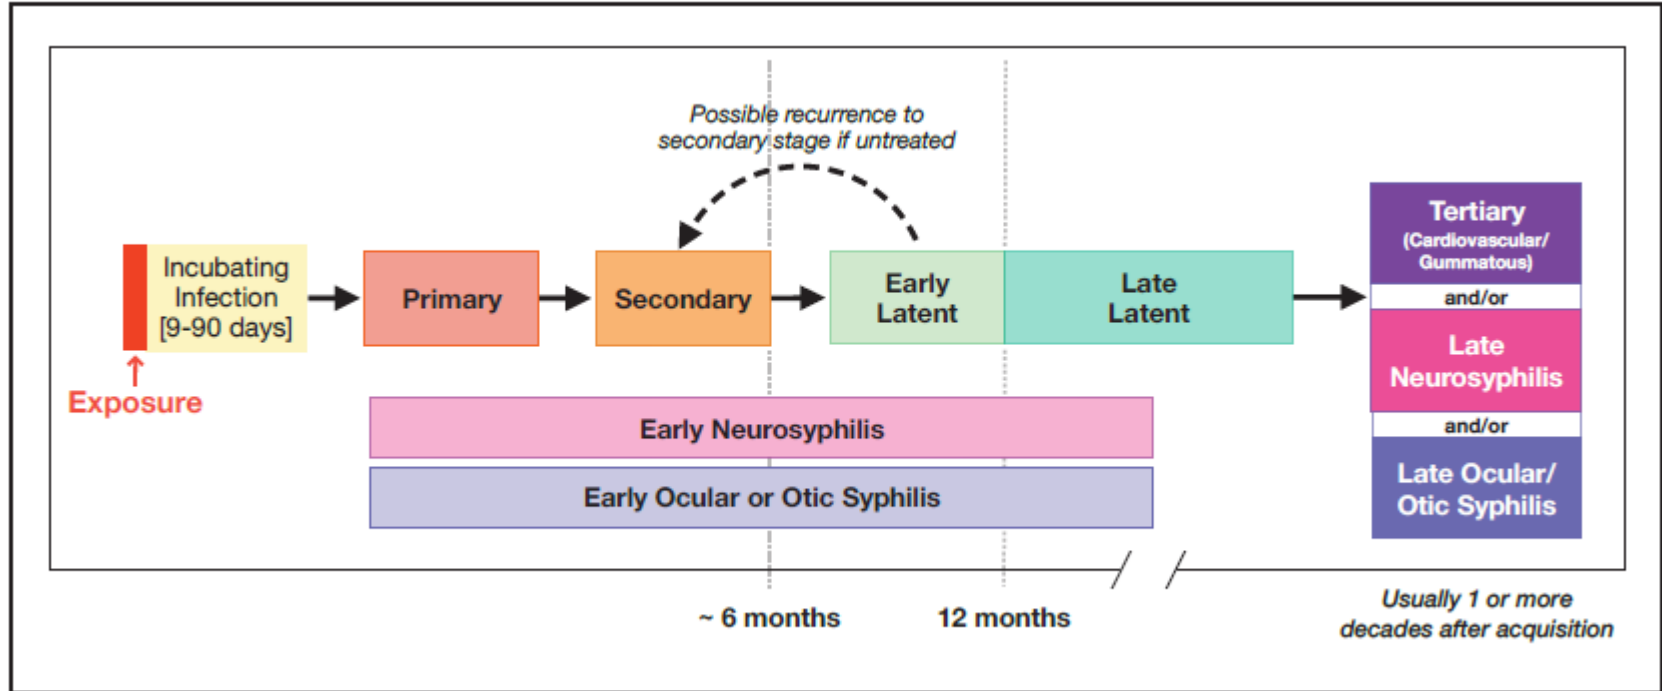 Possible recurrence to
secondary stage if untreated
Incubating
Infection
[9-90 days]
Exposure
Primary
Secondary
Early
Latent
Late
Latent
Tertiary
(Cardiovascular/
Gummatous)
and/or
Late
Neurosyphilis
and/or
Late Ocular/
Otic Syphilis
Early Neurosyphilis
Early Ocular or Otic Syphilis
~ 6 months
12 months
Usually 1 or more
decades after acquisition